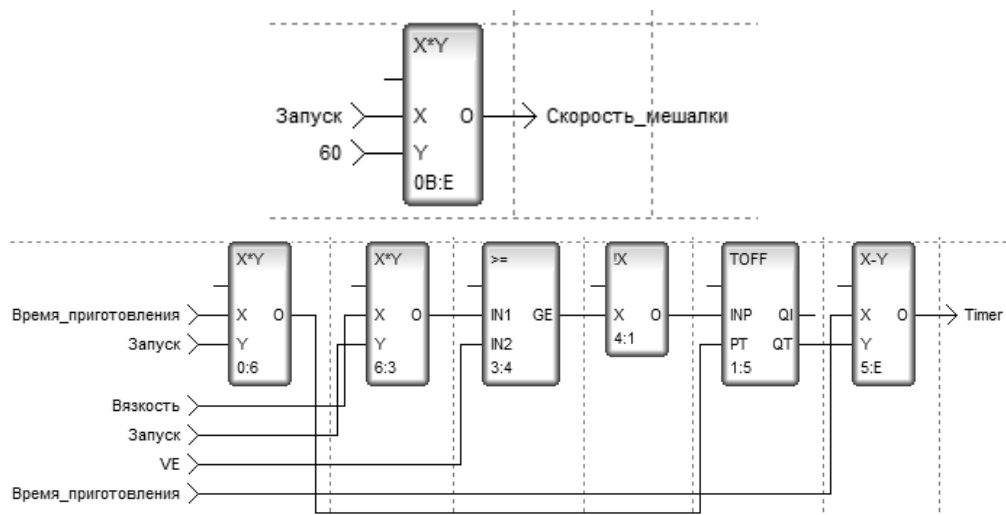 X*Y
Запуск X O Скорость_мешалки
60 Y
0B:E
X*Y X*Y >= !X TOFF X-Y
Время_приготовления X O X O IN1 GE X O INP QI X O Timer
Запуск Y Y IN2 4:1 PT QT Y
0:6 6:3 3:4 1:5 5:E
Вязкость
Запуск
VE
Время_приготовления